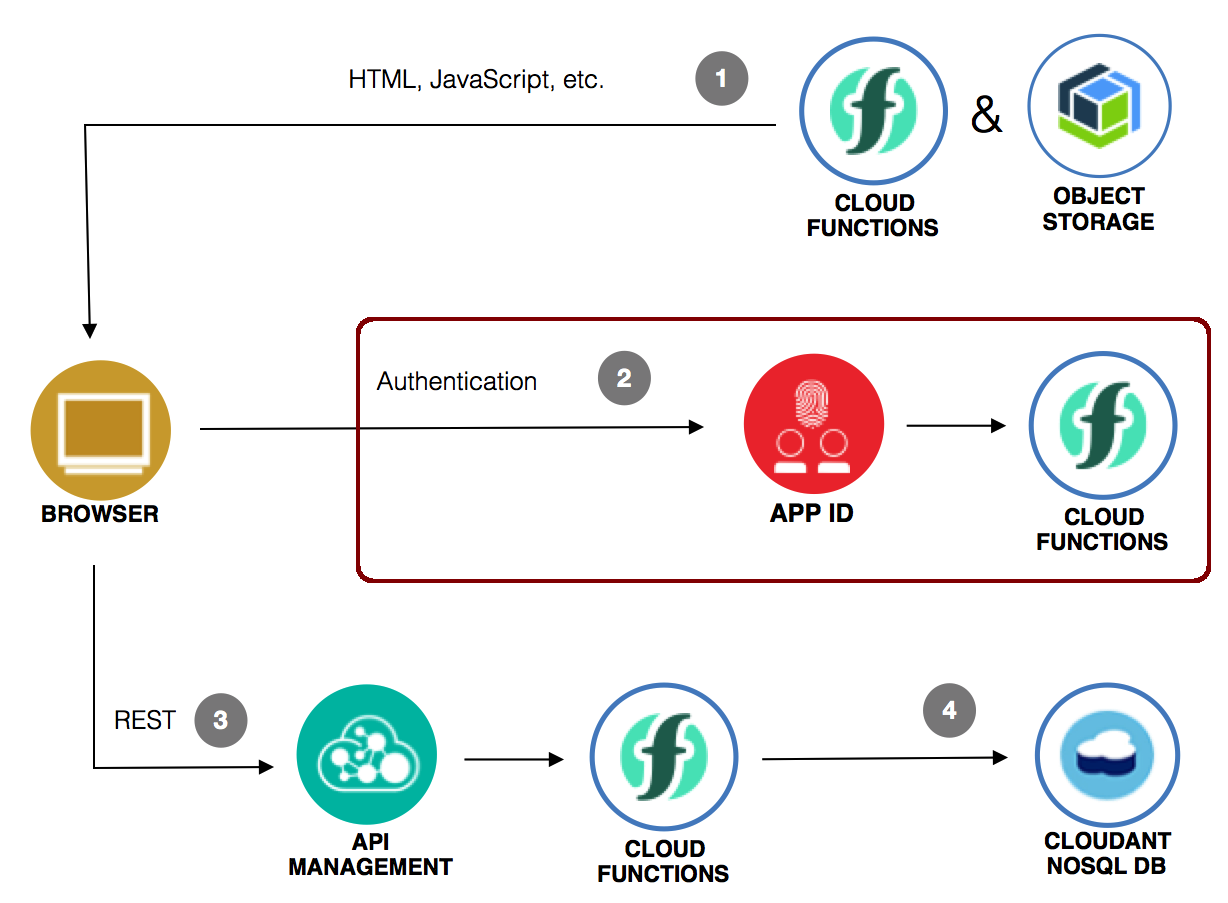 HTML, JavaScript, etc.
1
&
CLOUD
FUNCTIONS
OBJECT
STORAGE
Authentication
2
BROWSER
APP ID
CLOUD
FUNCTIONS
REST
3
4
API
MANAGEMENT
CLOUD
FUNCTIONS
CLOUDANT
NOSQL DB